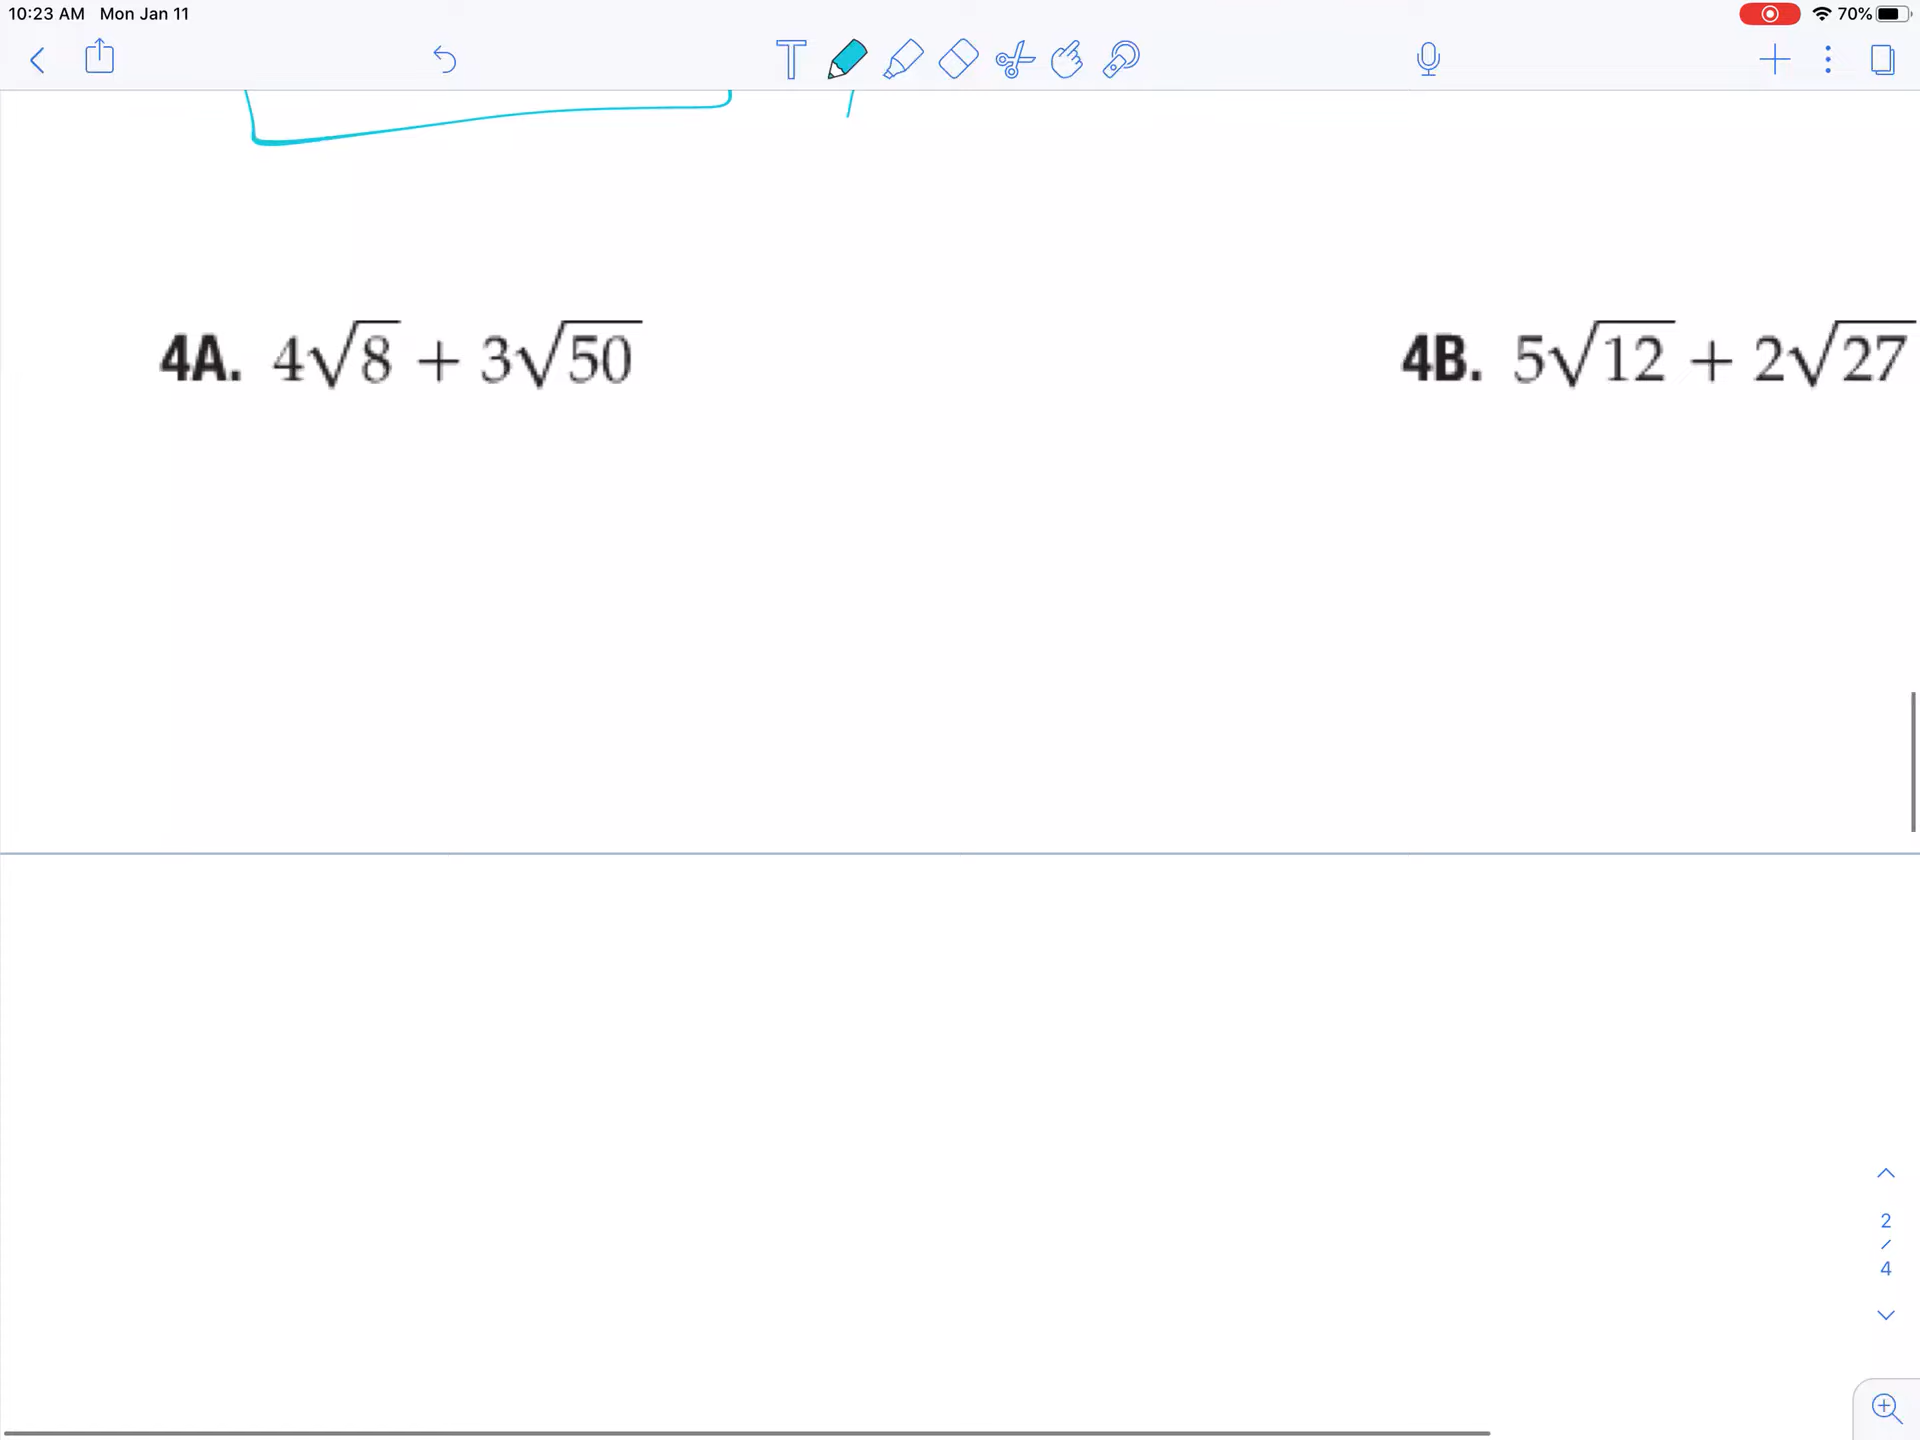 10:23 AM Mon Jan 11
70%
T
4A. 4√8 + 3√50
4B. 5√12 + 2√27
2
/
4